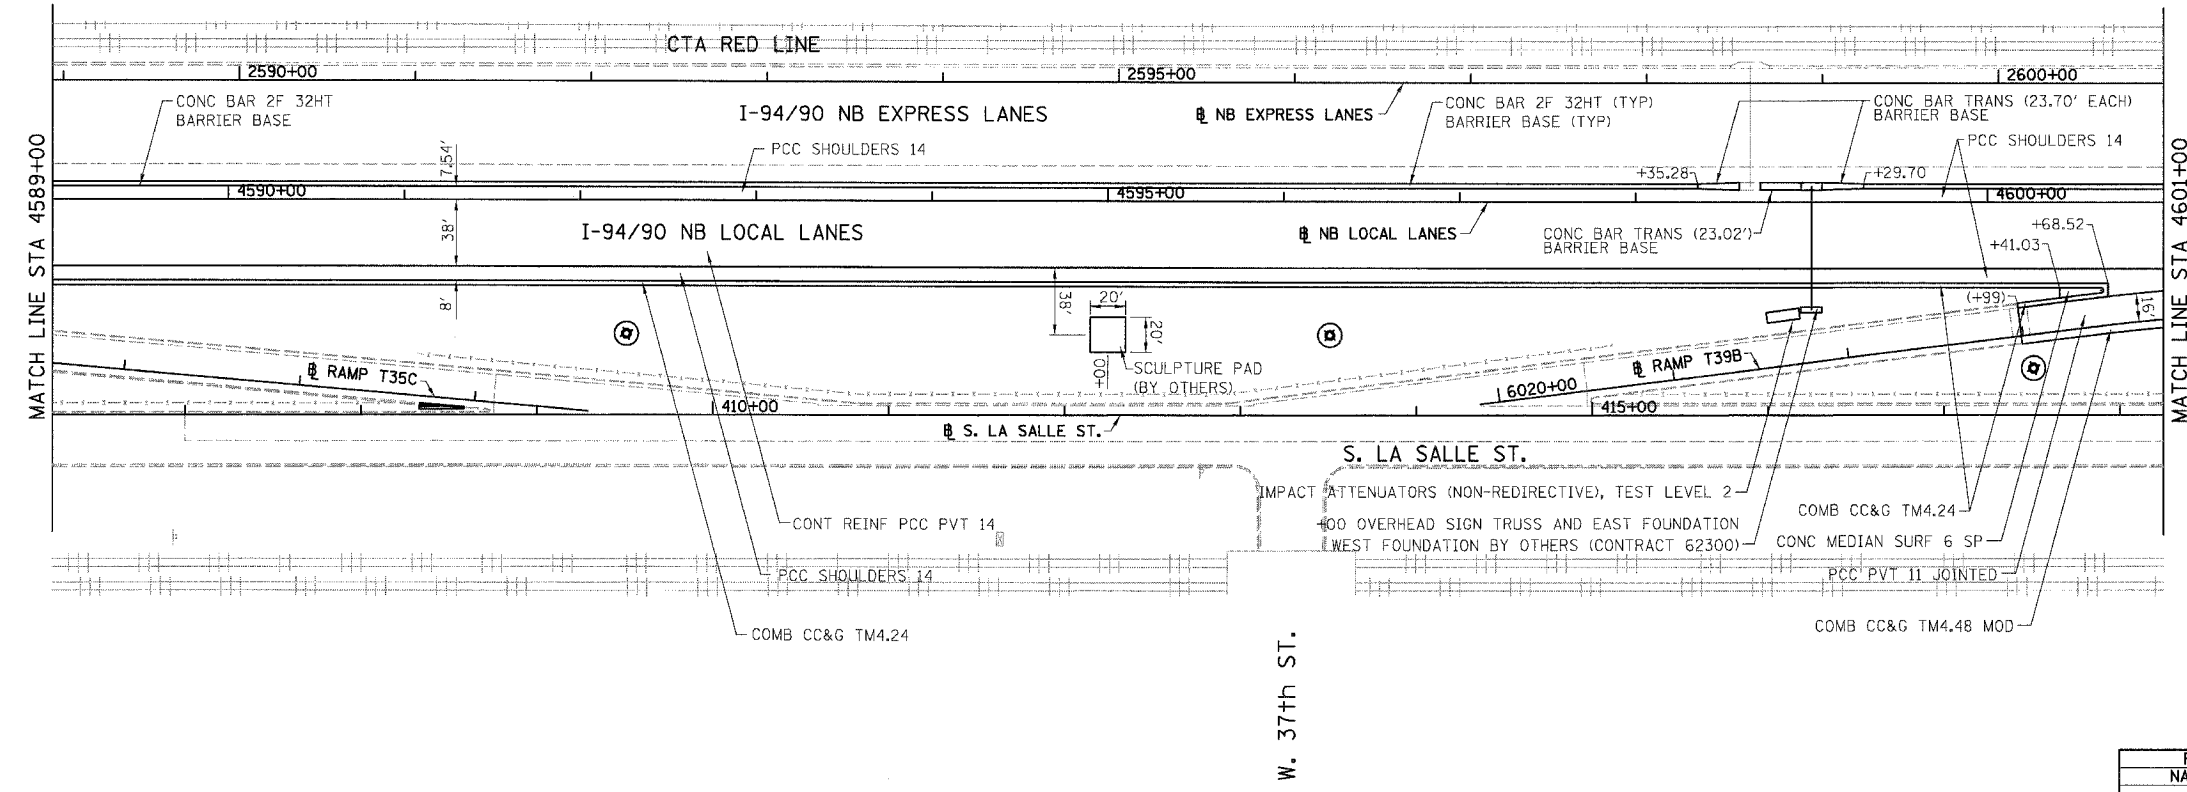 CTA RED LINE
2590+00
2595+00
2600+00
CONC BAR 2F 32HT
BARRIER BASE
I-94/90 NB EXPRESS LANES
℄ NB EXPRESS LANES
CONC BAR 2F 32HT (TYP)
BARRIER BASE (TYP)
CONC BAR TRANS (23.70' EACH)
BARRIER BASE
PCC SHOULDERS 14
7.54'
PCC SHOULDERS 14
+35.28
+29.70
MATCH LINE STA 4589+00
4590+00
4595+00
4600+00
MATCH LINE STA 4601+00
38'
I-94/90 NB LOCAL LANES
℄ NB LOCAL LANES
CONC BAR TRANS (23.02')
BARRIER BASE
+68.52
+41.03
8'
38'
20'
20'
(+99)
16'
+00
SCULPTURE PAD
(BY OTHERS)
℄ RAMP T35C
℄ RAMP T39B
6020+00
410+00
415+00
℄ S. LA SALLE ST.
S. LA SALLE ST.
IMPACT ATTENUATORS (NON-REDIRECTIVE), TEST LEVEL 2
+00 OVERHEAD SIGN TRUSS AND EAST FOUNDATION
WEST FOUNDATION BY OTHERS (CONTRACT 62300)
COMB CC&G TM4.24
CONC MEDIAN SURF 6 SP
PCC PVT 11 JOINTED
COMB CC&G TM4.48 MOD
CONT REINF PCC PVT 14
PCC SHOULDERS 14
COMB CC&G TM4.24
W. 37th ST.
NA